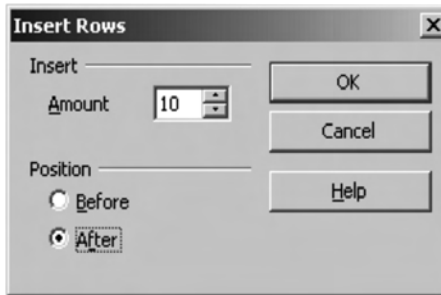 Insert Rows
Insert
Amount 10
OK
Cancel
Position
Help
Before
After